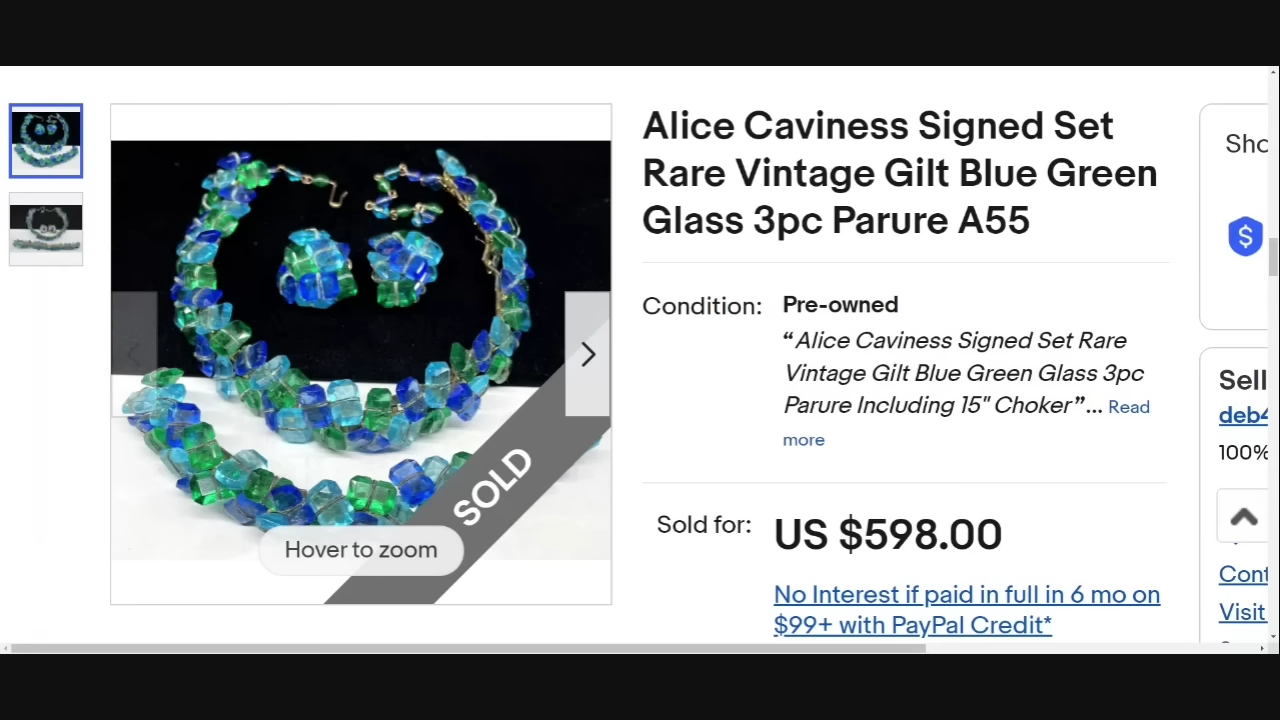 Alice Caviness Signed Set
Rare Vintage Gilt Blue Green
Glass 3pc Parure A55
Sho
$
Condition:
Pre-owned
“Alice Caviness Signed Set Rare
Vintage Gilt Blue Green Glass 3pc
Parure Including 15" Choker”... Read
more
Sell
deb4
100%
SOLD
Hover to zoom
Sold for:
US $598.00
No Interest if paid in full in 6 mo on
$99+ with PayPal Credit*
Cont
Visit